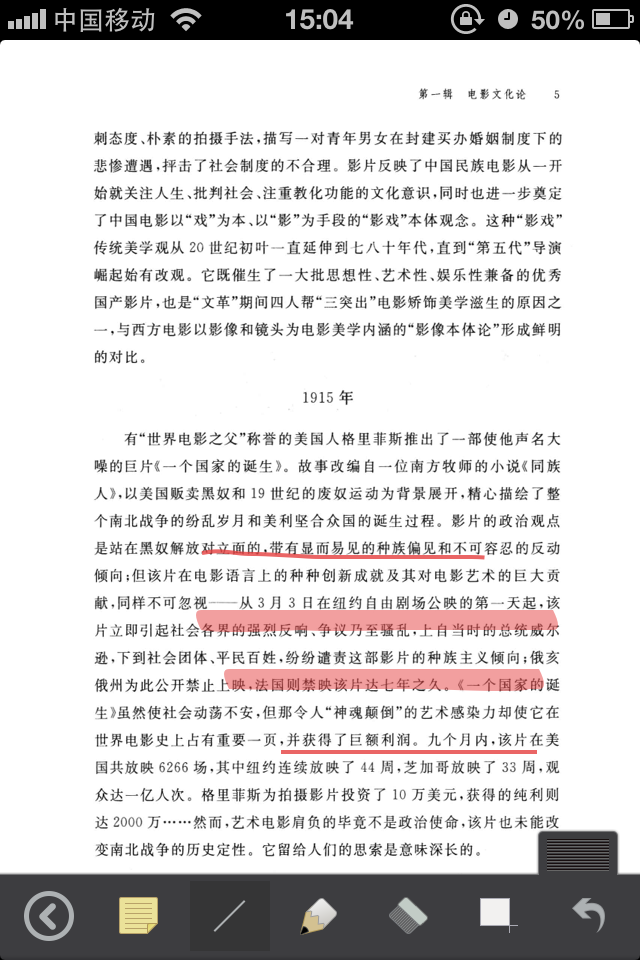 中国移动 15:04 50%
第一辑 电影文化论 5
刺态度、朴素的拍摄手法，描写一对青年男女在封建买办婚姻制度下的
悲惨遭遇，抨击了社会制度的不合理。影片反映了中国民族电影从一开
始就关注人生、批判社会、注重教化功能的文化意识，同时也进一步奠定
了中国电影以“戏”为本、以“影”为手段的“影戏”本体观念。这种“影戏”
传统美学观从 20 世纪初叶一直延伸到七八十年代，直到“第五代”导演
崛起始有改观。它既催生了一大批思想性、艺术性、娱乐性兼备的优秀
国产影片，也是“文革”期间四人帮“三突出”电影矫饰美学滋生的原因之
一，与西方电影以影像和镜头为电影美学内涵的“影像本体论”形成鲜明
的对比。
1915 年
有“世界电影之父”称誉的美国人格里菲斯推出了一部使他声名大
噪的巨片《一个国家的诞生》。故事改编自一位南方牧师的小说《同族
人》，以美国贩卖黑奴和 19 世纪的废奴运动为背景展开，精心描绘了整
个南北战争的纷乱岁月和美利坚合众国的诞生过程。影片的政治观点
是站在黑奴解放对立面的，带有显而易见的种族偏见和不可容忍的反动
倾向；但该片在电影语言上的种种创新成就及其对电影艺术的巨大贡
献，同样不可忽视——从 3 月 3 日在纽约自由剧场公映的第一天起，该
片立即引起社会各界的强烈反响、争议乃至骚乱，上自当时的总统威尔
逊，下到社会团体、平民百姓，纷纷谴责这部影片的种族主义倾向；俄亥
俄州为此公开禁止上映，法国则禁映该片达七年之久。《一个国家的诞
生》虽然使社会动荡不安，但那令人“神魂颠倒”的艺术感染力却使它在
世界电影史上占有重要一页，并获得了巨额利润。九个月内，该片在美
国共放映 6266 场，其中纽约连续放映了 44 周，芝加哥放映了 33 周，观
众达一亿人次。格里菲斯为拍摄影片投资了 10 万美元，获得的纯利则
达 2000 万……然而，艺术电影肩负的毕竟不是政治使命，该片也未能改
变南北战争的历史定性。它留给人们的思索是意味深长的。